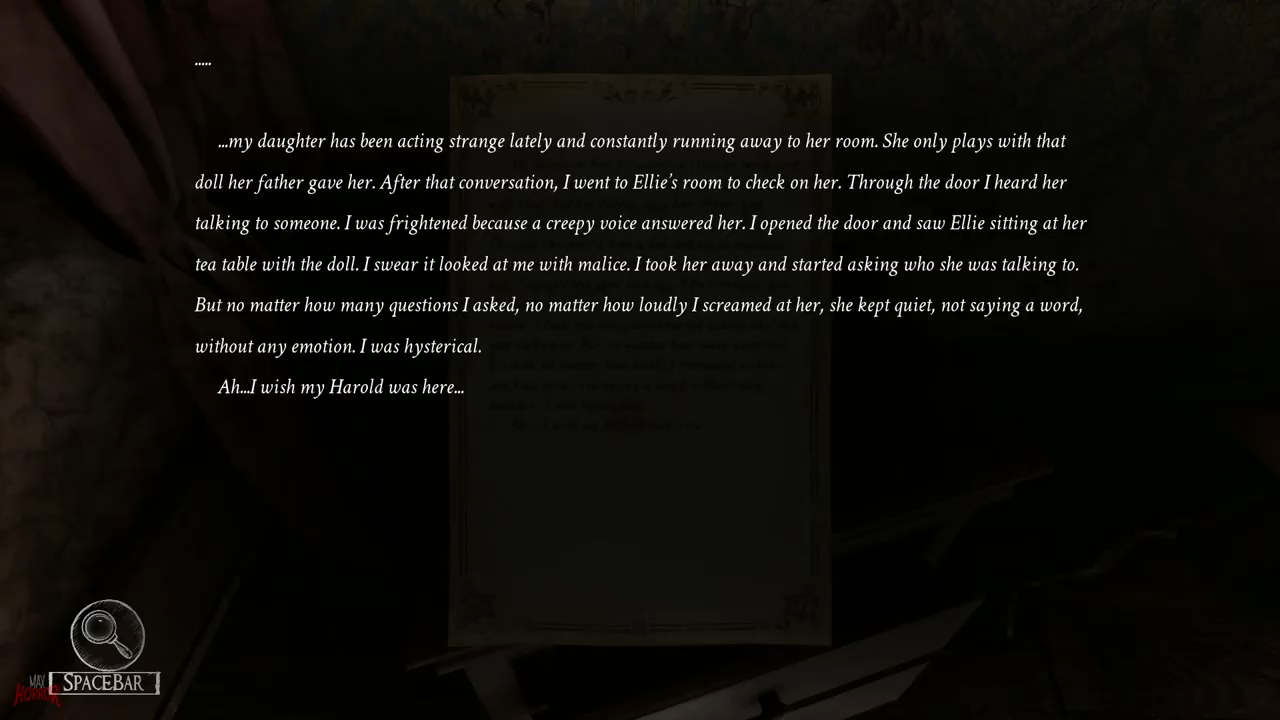 .....
...my daughter has been acting strange lately and constantly running away to her room. She only plays with that
doll her father gave her. After that conversation, I went to Ellie's room to check on her. Through the door I heard her
talking to someone. I was frightened because a creepy voice answered her. I opened the door and saw Ellie sitting at her
tea table with the doll. I swear it looked at me with malice. I took her away and started asking who she was talking to.
But no matter how many questions I asked, no matter how loudly I screamed at her, she kept quiet, not saying a word,
without any emotion. I was hysterical.
Ah...I wish my Harold was here...
MAX
HORROR
SPACEBAR